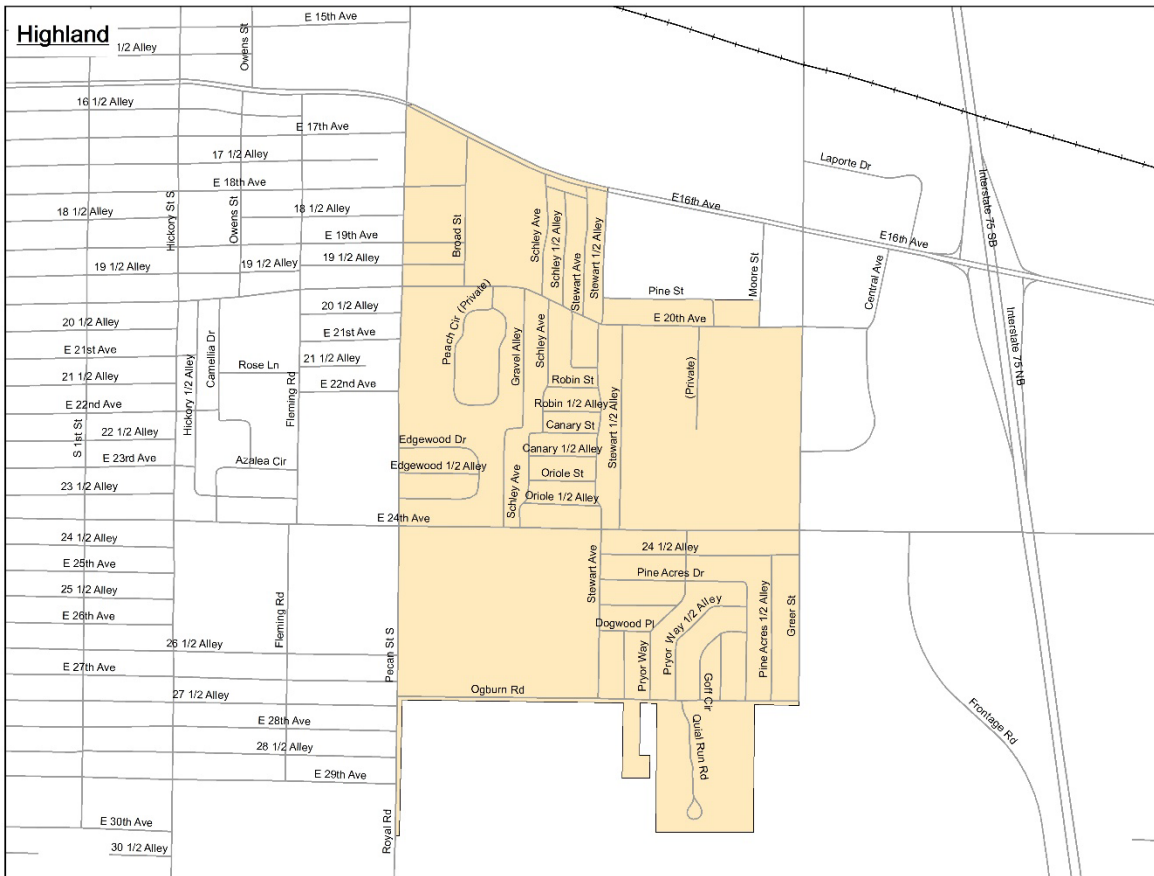 Highland
E 15th Ave
1/2 Alley
Owens St
16 1/2 Alley
E 17th Ave
17 1/2 Alley
E 18th Ave
18 1/2 Alley
18 1/2 Alley
Hickory St S
Owens St
E 19th Ave
19 1/2 Alley
19 1/2 Alley
19 1/2 Alley
Broad St
Schley Ave
Schley 1/2 Alley
Stewart Ave
Stewart 1/2 Alley
E16th Ave
Laporte Dr
E16th Ave
Interstate 75 SB
Interstate 75 NB
Moore St
Central Ave
Pine St
E 20th Ave
20 1/2 Alley
20 1/2 Alley
E 21st Ave
E 21st Ave
21 1/2 Alley
21 1/2 Alley
E 22nd Ave
E 22nd Ave
Hickory 1/2 Alley
Camellia Dr
Rose Ln
Fleming Rd
Peach Cir (Private)
Gravel Alley
Schley Ave
(Private)
Robin St
Robin 1/2 Alley
Canary St
Canary 1/2 Alley
Oriole St
Oriole 1/2 Alley
Stewart 1/2 Alley
S 1st St
22 1/2 Alley
E 23rd Ave
Azalea Cir
23 1/2 Alley
Edgewood Dr
Edgewood 1/2 Alley
Schley Ave
E 24th Ave
24 1/2 Alley
24 1/2 Alley
E 25th Ave
25 1/2 Alley
E 26th Ave
Fleming Rd
26 1/2 Alley
E 27th Ave
27 1/2 Alley
Pecan St S
Stewart Ave
Pine Acres Dr
Dogwood Pl
Pryor Way
Pryor Way 1/2 Alley
Goff Cir
Pine Acres 1/2 Alley
Greer St
Ogburn Rd
E 28th Ave
28 1/2 Alley
E 29th Ave
Quial Run Rd
Frontage Rd
E 30th Ave
30 1/2 Alley
Royal Rd